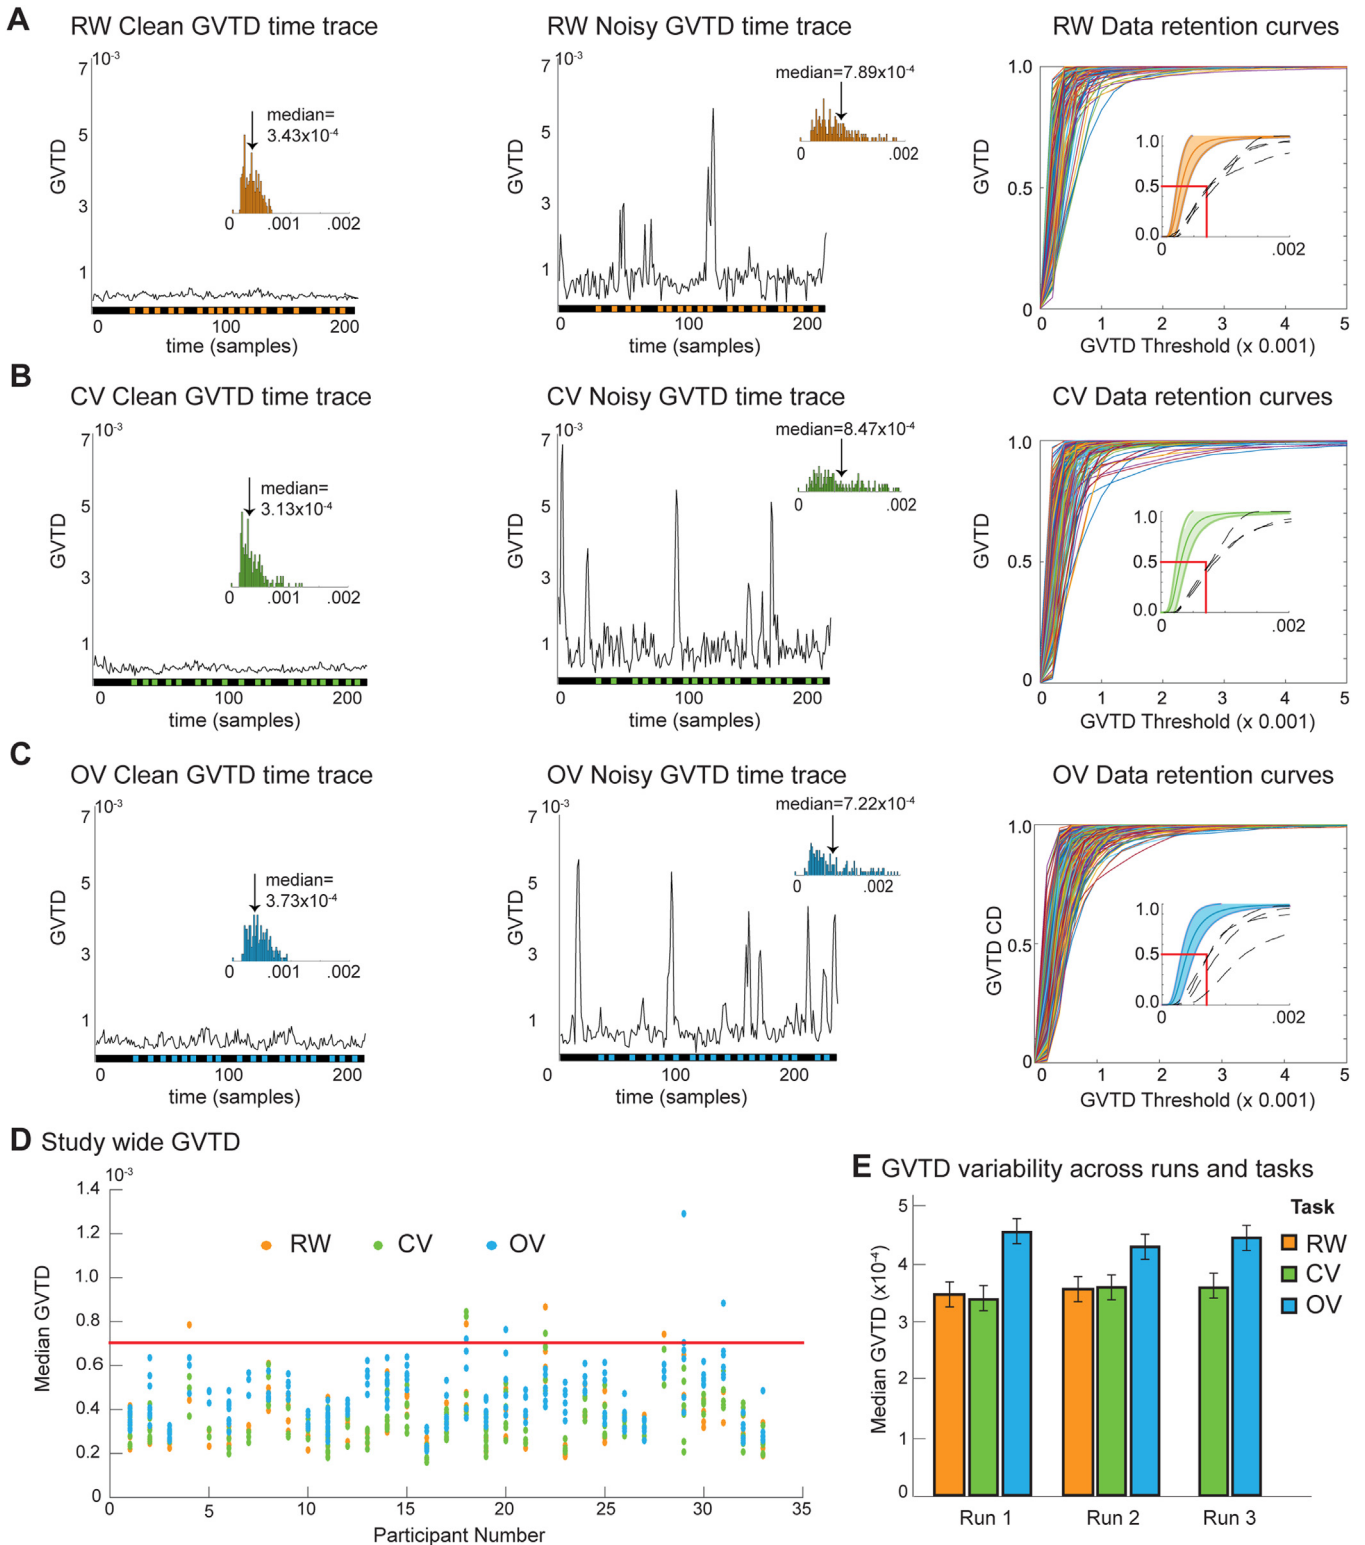 A
RW Clean GVTD time trace
RW Noisy GVTD time trace
RW Data retention curves
7
10-3
5
3
1
GVTD
median=
3.43x10-4
0 .001 .002
0 100 200
time (samples)
7
10-3
5
3
1
GVTD
median=7.89x10-4
0 .002
0 100 200
time (samples)
1.0
0.5
0
GVTD
1.0
0.5
0.0
0 .002
0 1 2 3 4 5
GVTD Threshold (x 0.001)
B
CV Clean GVTD time trace
CV Noisy GVTD time trace
CV Data retention curves
7
10-3
5
3
1
GVTD
median=
3.13x10-4
0 .001 .002
0 100 200
time (samples)
7
10-3
5
3
1
GVTD
median=8.47x10-4
0 .002
0 100 200
time (samples)
1.0
0.5
0
GVTD
1.0
0.5
0.0
0 .002
0 1 2 3 4 5
GVTD Threshold (x 0.001)
C
OV Clean GVTD time trace
OV Noisy GVTD time trace
OV Data retention curves
7
10-3
5
3
1
GVTD
median=
3.73x10-4
0 .001 .002
0 100 200
time (samples)
7
10-3
5
3
1
GVTD
median=7.22x10-4
0 .002
0 100 200
time (samples)
1.0
0.5
0
GVTD CD
1.0
0.5
0.0
0 .002
0 1 2 3 4 5
GVTD Threshold (x 0.001)
D Study wide GVTD
10-3
1.4
1.2
1.0
0.8
0.6
0.4
0.2
0
Median GVTD
RW CV OV
0 5 10 15 20 25 30 35
Participant Number
E GVTD variability across runs and tasks
5
4
3
2
1
0
Median GVTD (x10-4)
Task
RW
CV
OV
Run 1 Run 2 Run 3